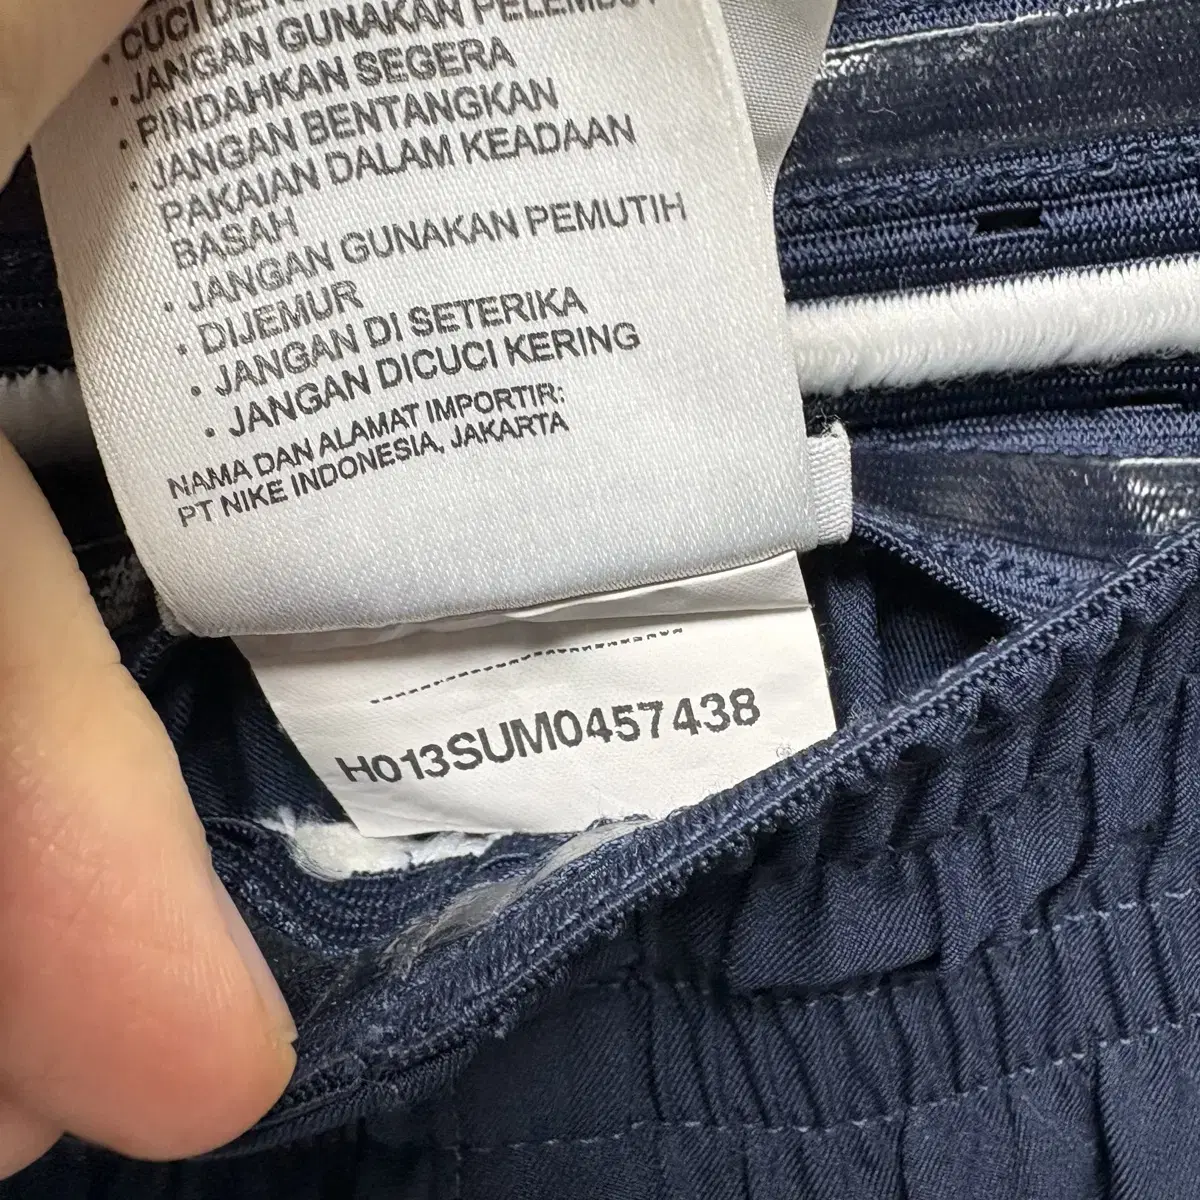 · CUCI
· JANGAN GUNAKAN
· PINDAHKAN SEGERA
· JANGAN BENTANGKAN
PAKAIAN DALAM KEADAAN
BASAH
· JANGAN GUNAKAN PEMUTIH
· DIJEMUR
· JANGAN DI SETERIKA
· JANGAN DICUCI KERING
NAMA DAN ALAMAT IMPORTIR:
PT NIKE INDONESIA, JAKARTA
H013SUM0457438